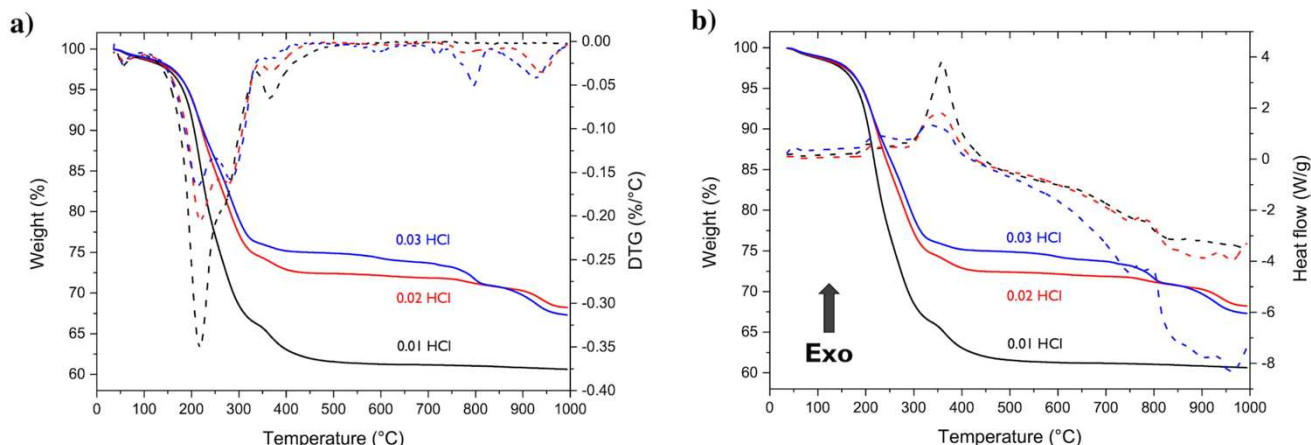 a)
100
95
90
85
80
75
70
65
60
Weight (%)
0.00
-0.05
-0.10
-0.15
-0.20
-0.25
-0.30
-0.35
-0.40
DTG (%/°C)
0.03 HCl
0.02 HCl
0.01 HCl
0 100 200 300 400 500 600 700 800 900 1000
Temperature (°C)
b)
100
95
90
85
80
75
70
65
60
Weight (%)
4
2
0
-2
-4
-6
-8
Heat flow (W/g)
0.03 HCl
0.02 HCl
0.01 HCl
Exo
0 100 200 300 400 500 600 700 800 900 1000
Temperature (°C)